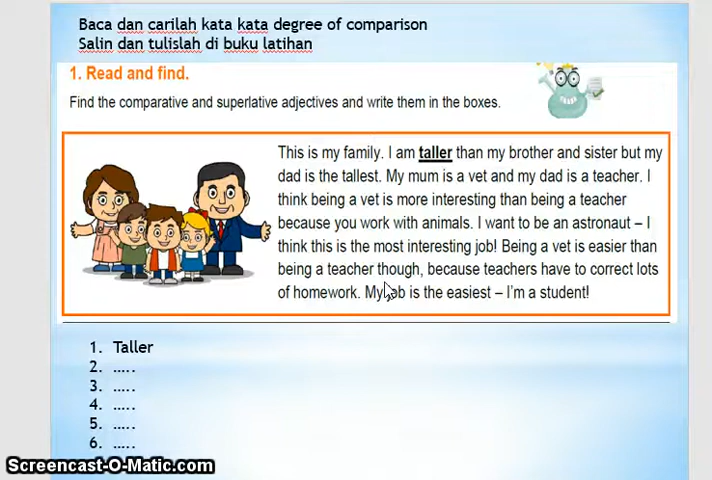 Baca dan carilah kata kata degree of comparison
Salin dan tulislah di buku latihan
1. Read and find.
Find the comparative and superlative adjectives and write them in the boxes.
This is my family. I am taller than my brother and sister but my
dad is the tallest. My mum is a vet and my dad is a teacher. I
think being a vet is more interesting than being a teacher
because you work with animals. I want to be an astronaut – I
think this is the most interesting job! Being a vet is easier than
being a teacher though, because teachers have to correct lots
of homework. My job is the easiest – I'm a student!
1. Taller
2. .....
3. .....
4. .....
5. .....
6. .....
Screencast-O-Matic.com